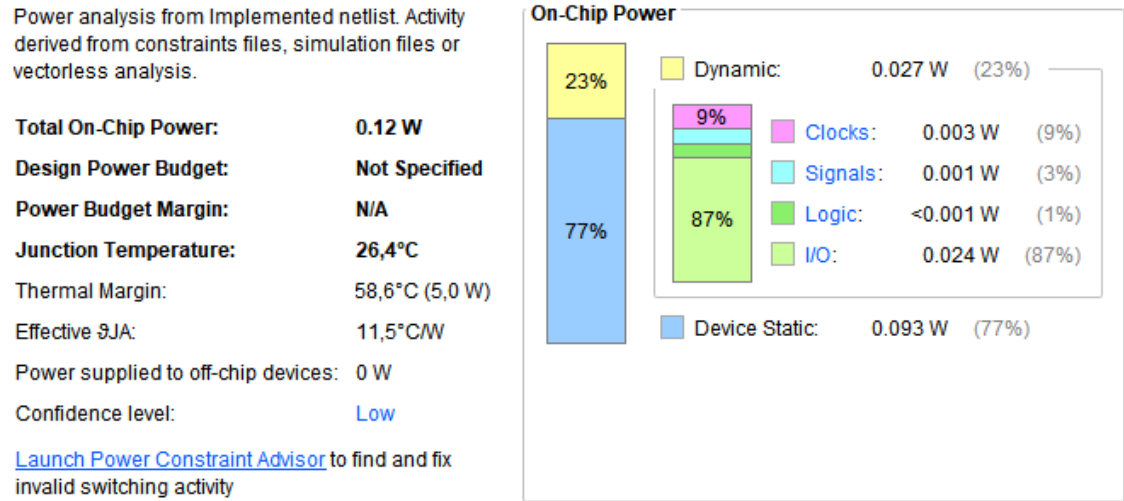 Power analysis from Implemented netlist. Activity
derived from constraints files, simulation files or
vectorless analysis.
Total On-Chip Power: 0.12 W
Design Power Budget: Not Specified
Power Budget Margin: N/A
Junction Temperature: 26,4°C
Thermal Margin: 58,6°C (5,0 W)
Effective ϑJA: 11,5°C/W
Power supplied to off-chip devices: 0 W
Confidence level: Low
Launch Power Constraint Advisor to find and fix
invalid switching activity
On-Chip Power
23%
77%
Dynamic: 0.027 W (23%)
9%
87%
Clocks: 0.003 W (9%)
Signals: 0.001 W (3%)
Logic: <0.001 W (1%)
I/O: 0.024 W (87%)
Device Static: 0.093 W (77%)